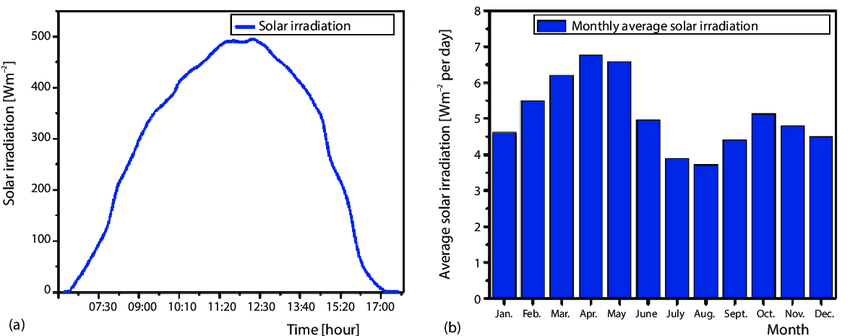 (a)
Solar irradiation [Wm⁻²]
500
400
300
200
100
0
Solar irradiation
07:30 09:00 10:10 11:20 12:30 13:40 15:20 17:00
Time [hour]
(b)
Average solar irradiation [Wm⁻² per day]
8
7
6
5
4
3
2
1
0
Monthly average solar irradiation
Jan. Feb. Mar. Apr. May June July Aug. Sept. Oct. Nov. Dec.
Month